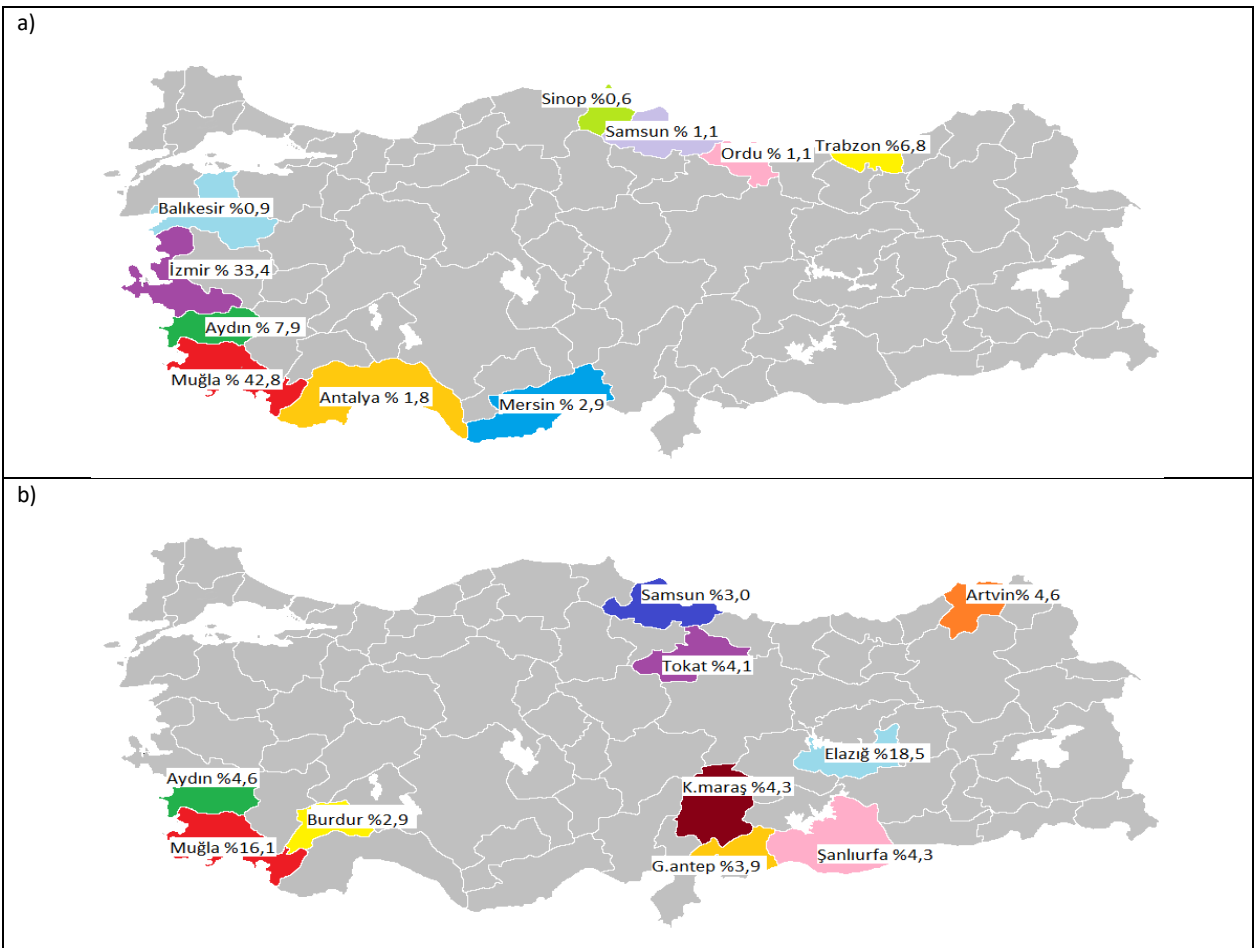 a)
Sinop %0,6
Samsun % 1,1
Ordu % 1,1
Trabzon %6,8
Balıkesir %0,9
İzmir % 33,4
Aydın % 7,9
Muğla % 42,8
Antalya % 1,8
Mersin % 2,9
b)
Samsun %3,0
Artvin% 4,6
Tokat %4,1
Elazığ %18,5
Aydın %4,6
K.maraş %4,3
Burdur %2,9
Muğla %16,1
Şanlıurfa %4,3
G.antep %3,9